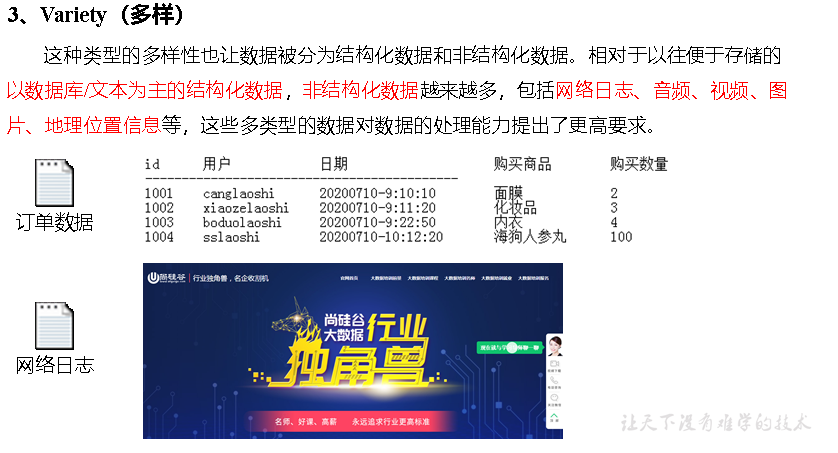 3、Variety（多样）
这种类型的多样性也让数据被分为结构化数据和非结构化数据。相对于以往便于存储的
以数据库/文本为主的结构化数据，非结构化数据越来越多，包括网络日志、音频、视频、图
片、地理位置信息等，这些多类型的数据对数据的处理能力提出了更高要求。
id 用户 日期 购买商品 购买数量
-------------------------------------------
1001 canglaoshi 20200710-9:10:10 面膜 2
1002 xiaozelaoshi 20200710-9:11:20 化妆品 3
1003 boduolaoshi 20200710-9:22:50 内衣 4
1004 sslaoshi 20200710-10:12:20 海狗人参丸 100
订单数据
尚硅谷 行业独角兽，名企收割机
官网首页
尚硅谷
大数据
行业
独角兽
名师、好课、高薪 永远追求行业更高标准
网络日志
让天下没有难学的技术